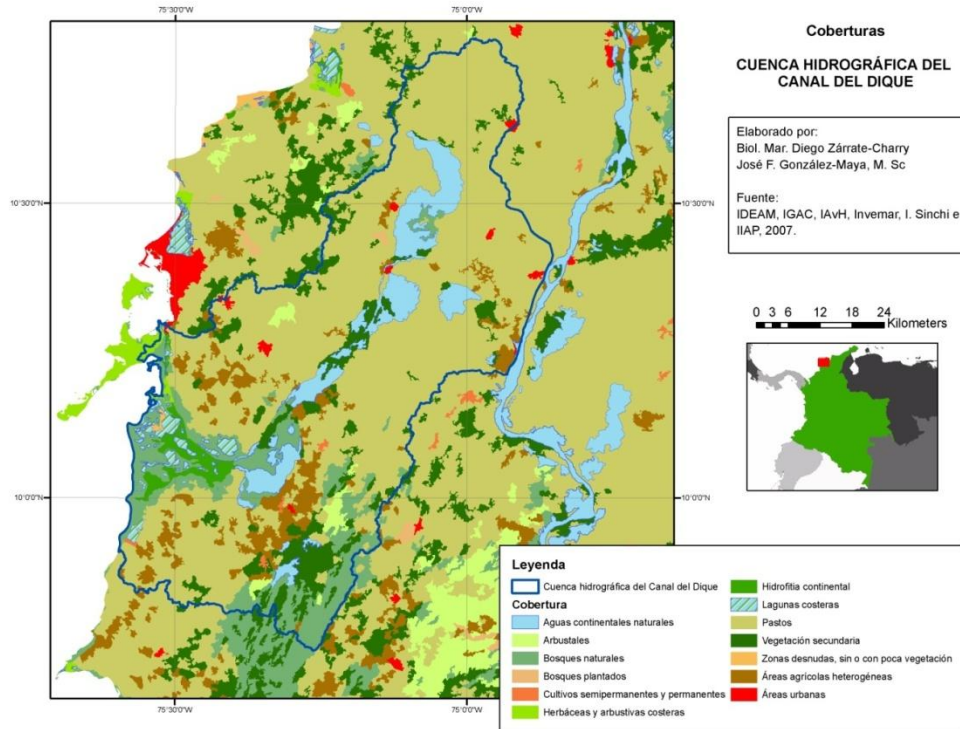 Coberturas
CUENCA HIDROGRÁFICA DEL
CANAL DEL DIQUE
Elaborado por:
Biol. Mar. Diego Zárrate-Charry
José F. González-Maya, M. Sc
Fuente:
IDEAM, IGAC, IAvH, Invemar, I. Sinchi e
IIAP, 2007.
0 3 6 12 18 24
Kilometers
75°30'0"W 75°0'0"W
10°30'0"N 10°30'0"N
10°0'0"N 10°0'0"N
75°30'0"W 75°0'0"W
Leyenda
Cuenca hidrográfica del Canal del Dique
Cobertura
Aguas continentales naturales
Arbustales
Bosques naturales
Bosques plantados
Cultivos semipermanentes y permanentes
Herbáceas y arbustivas costeras
Hidrofitia continental
Lagunas costeras
Pastos
Vegetación secundaria
Zonas desnudas, sin o con poca vegetación
Áreas agrícolas heterogéneas
Áreas urbanas